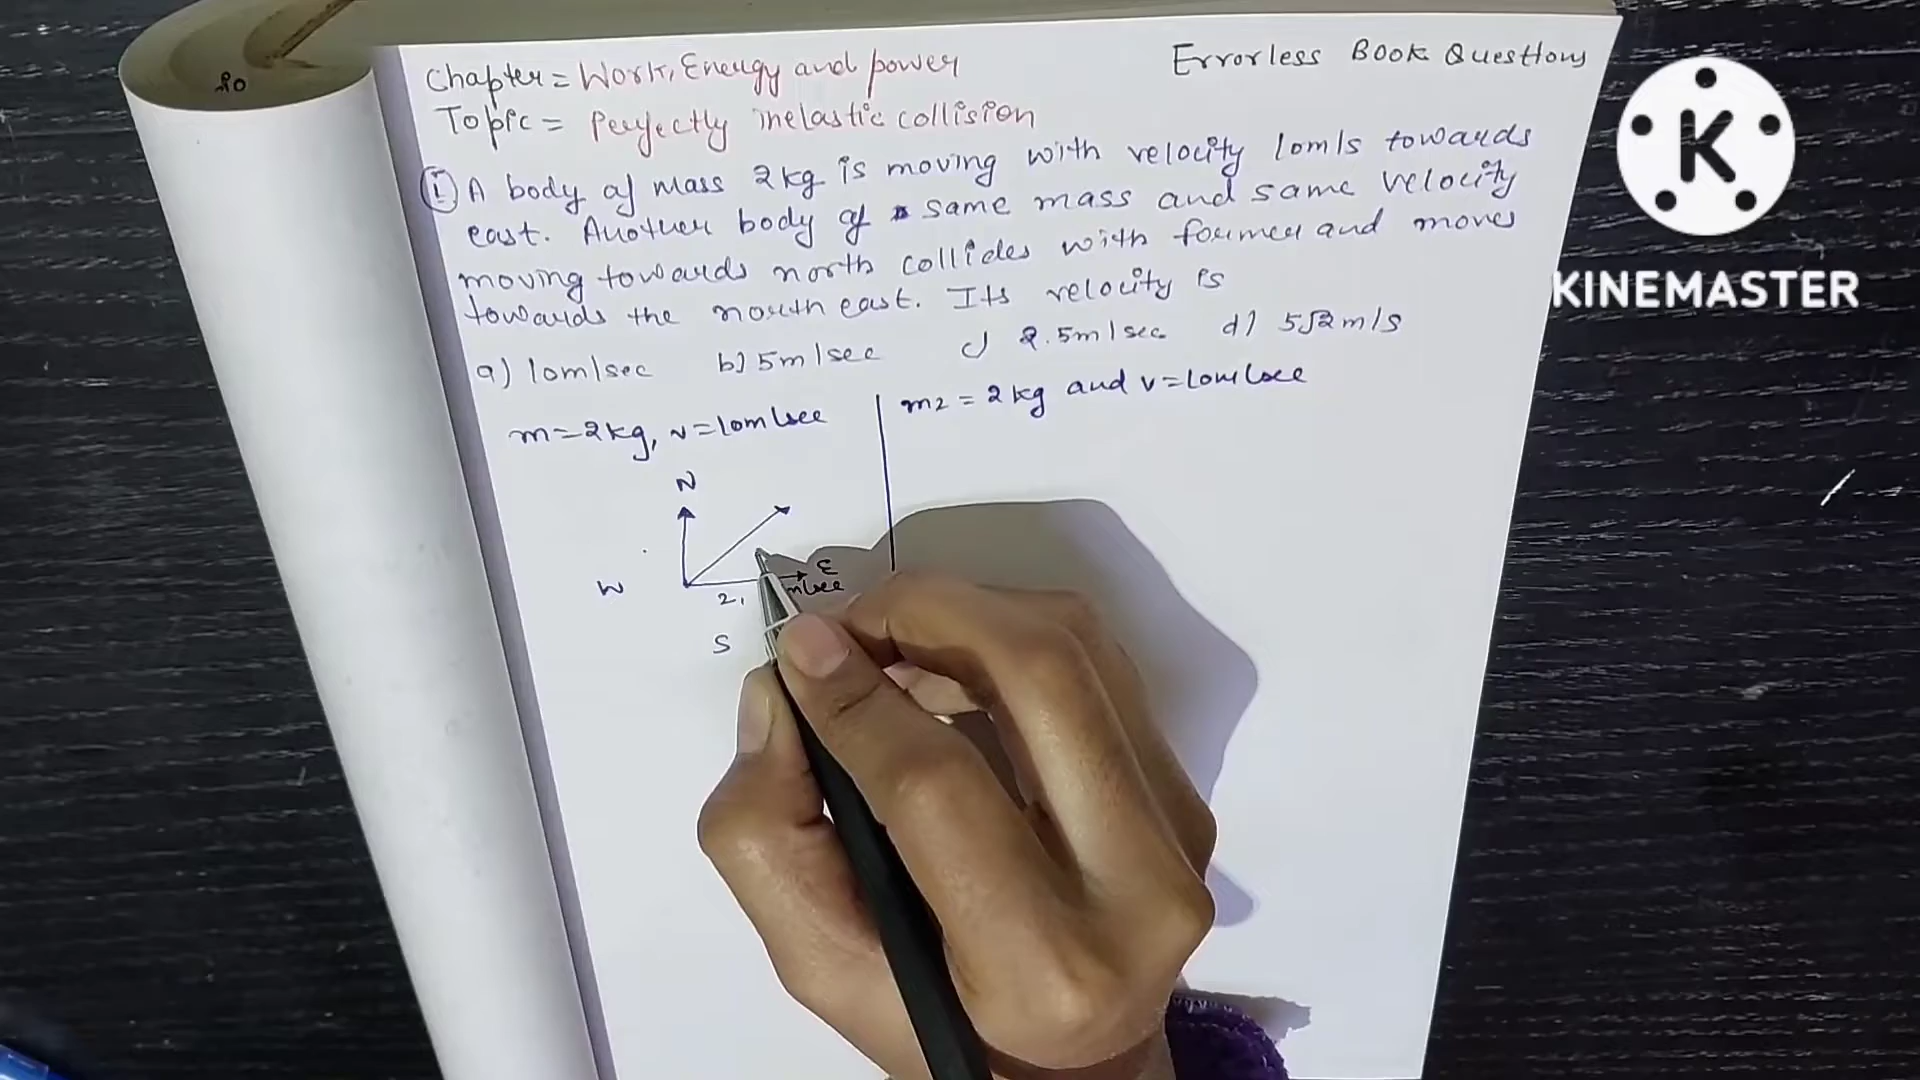 Chapter = Work, Energy and power
Errorless Book Questions
Topic = Perfectly inelastic collision
① A body of mass 2kg is moving with velocity 10m/s towards
east. Another body of same mass and same velocity
moving towards north collides with former and moves
towards the north east. Its velocity is
a) 10m/sec b) 5m/sec c) 2.5m/sec d) 5√2m/s
m=2kg, v=10m/sec
m2 = 2kg and v=10m/sec
N
E
W
2,
m/sec
S
KINEMASTER